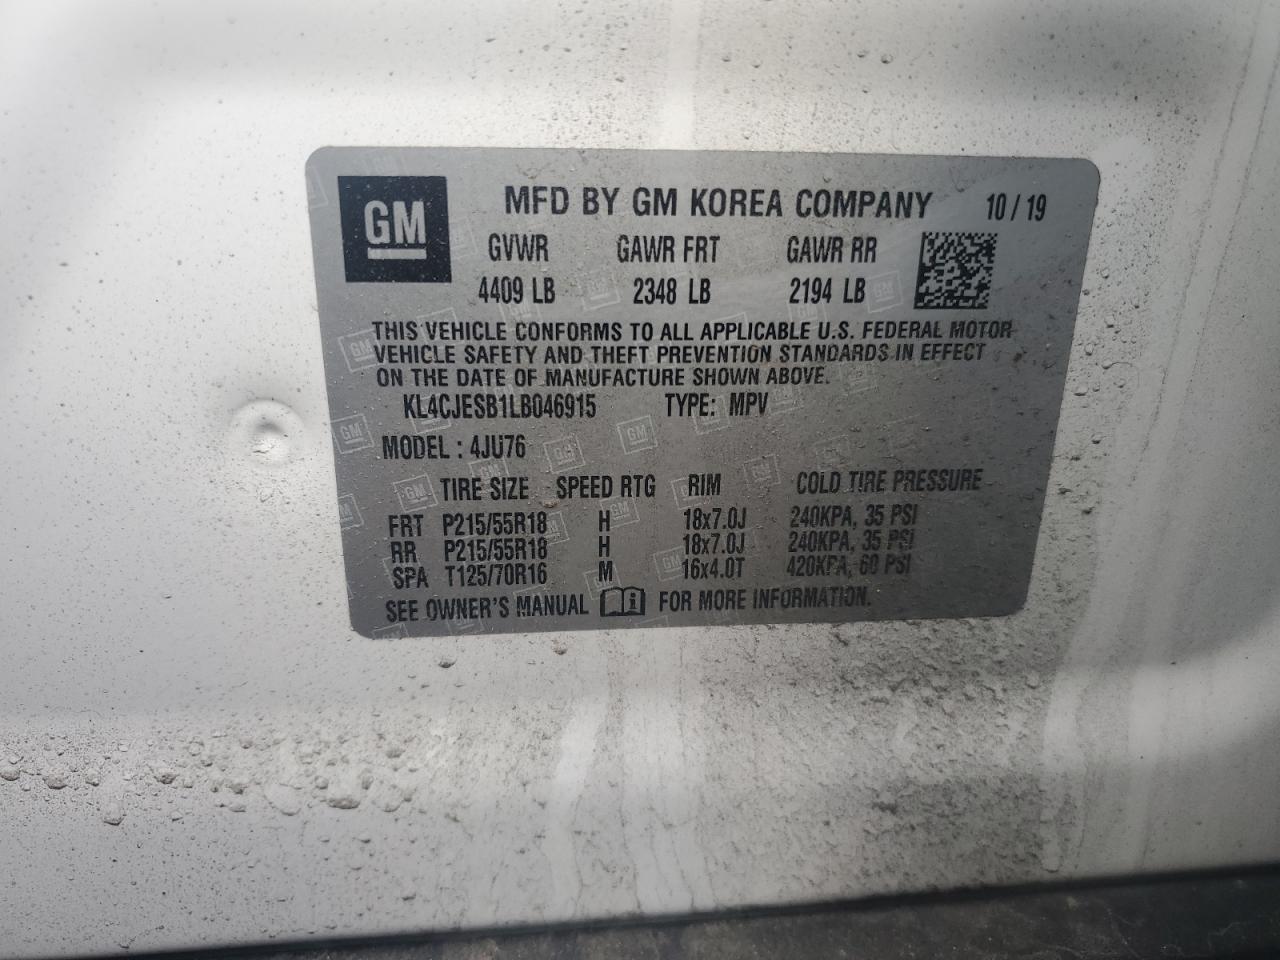 GM
MFD BY GM KOREA COMPANY 10/19
GVWR GAWR FRT GAWR RR
4409 LB 2348 LB 2194 LB
THIS VEHICLE CONFORMS TO ALL APPLICABLE U.S. FEDERAL MOTOR
VEHICLE SAFETY AND THEFT PREVENTION STANDARDS IN EFFECT
ON THE DATE OF MANUFACTURE SHOWN ABOVE.
KL4CJESB1LB046915 TYPE: MPV
MODEL : 4JU76
TIRE SIZE SPEED RTG RIM COLD TIRE PRESSURE
FRT P215/55R18 H 18x7.0J 240KPA, 35 PSI
RR P215/55R18 H 18x7.0J 240KPA, 35 PSI
SPA T125/70R16 M 16x4.0T 420KPA, 60 PSI
SEE OWNER'S MANUAL FOR MORE INFORMATION.